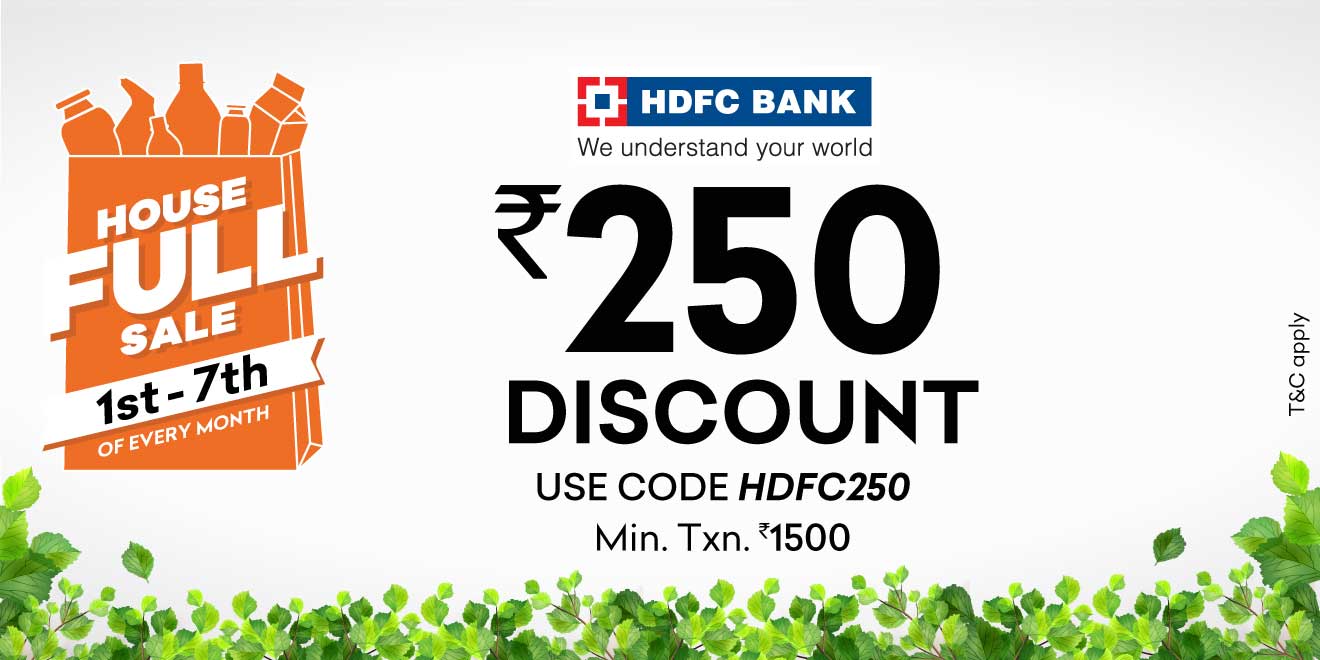 HOUSE
FULL
SALE
1st - 7th
OF EVERY MONTH
HDFC BANK
We understand your world
₹250
DISCOUNT
USE CODE HDFC250
Min. Txn. ₹1500
T&C apply